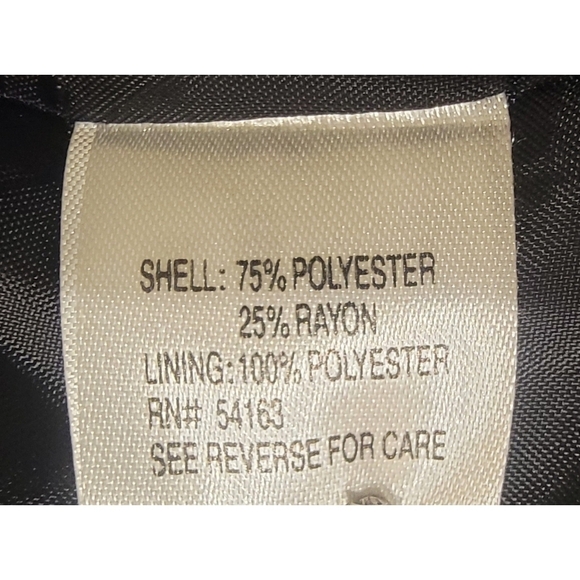 SHELL: 75% POLYESTER
25% RAYON
LINING:100% POLYESTER
RN# 54163
SEE REVERSE FOR CARE